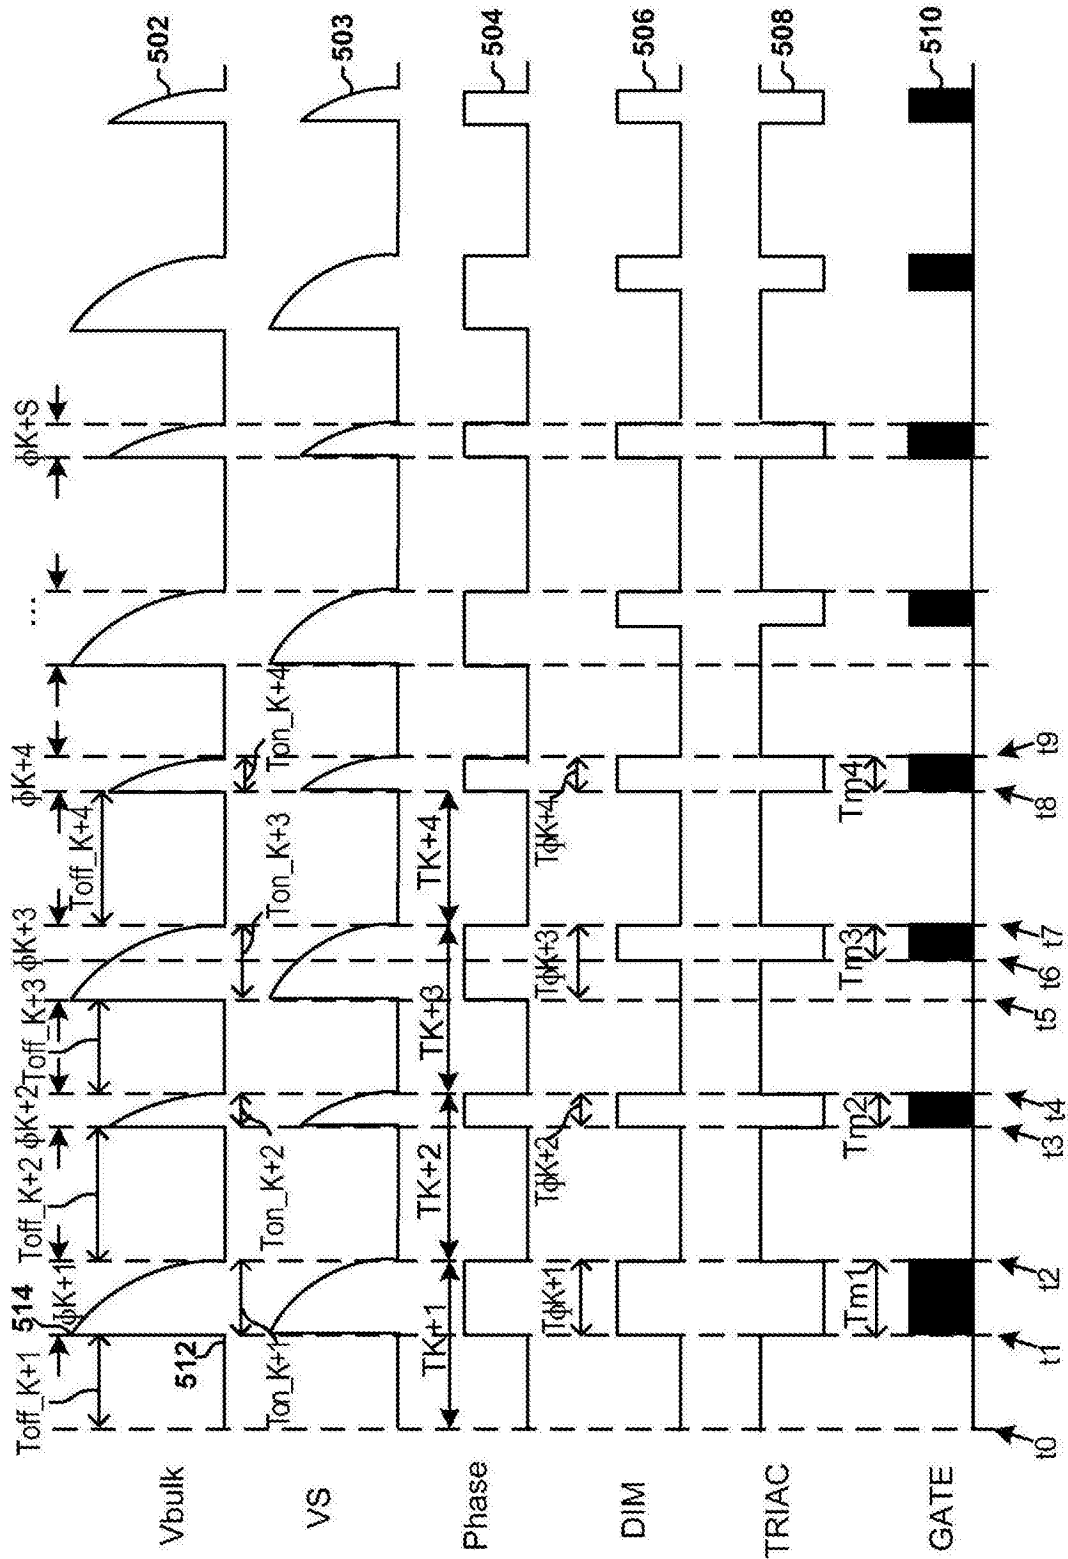 Toff_K+1
Toff_K+2
Toff_K+3
Toff_K+4
514
ϕK+1
ϕK+2
ϕK+3
ϕK+4
...
ϕK+S
Vbulk
512
502
Ton_K+1
Ton_K+2
Ton_K+3
Ton_K+4
VS
503
TK+1
TK+2
TK+3
TK+4
Phase
504
TϕK+1
TϕK+2
TϕK+3
TϕK+4
DIM
506
TRIAC
508
Tm1
Tm2
Tm3
Tm4
GATE
510
t0
t1
t2
t3
t4
t5
t6
t7
t8
t9